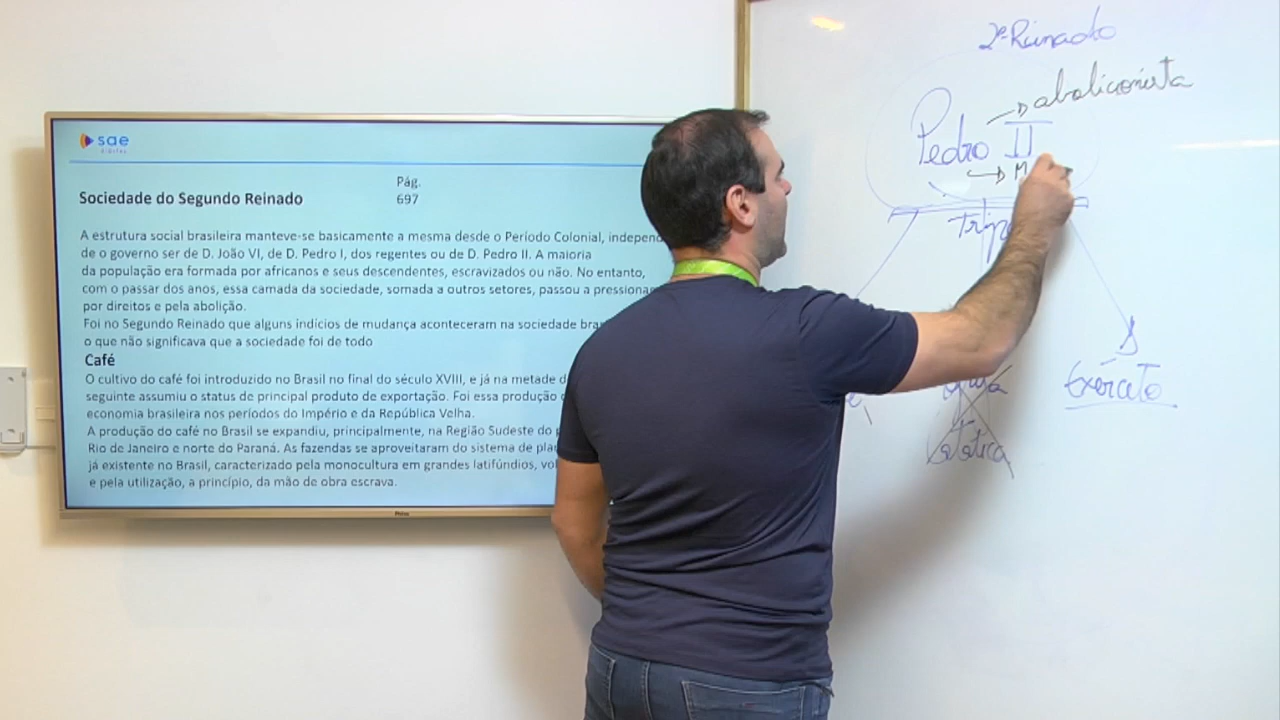 sae
digital
Pág.
Sociedade do Segundo Reinado 697
A estrutura social brasileira manteve-se basicamente a mesma desde o Período Colonial, independ
de o governo ser de D. João VI, de D. Pedro I, dos regentes ou de D. Pedro II. A maioria
da população era formada por africanos e seus descendentes, escravizados ou não. No entanto,
com o passar dos anos, essa camada da sociedade, somada a outros setores, passou a pressionar
por direitos e pela abolição.
Foi no Segundo Reinado que alguns indícios de mudança aconteceram na sociedade bra
o que não significava que a sociedade foi de todo
Café
O cultivo do café foi introduzido no Brasil no final do século XVIII, e já na metade d
seguinte assumiu o status de principal produto de exportação. Foi essa produção
economia brasileira nos períodos do Império e da República Velha.
A produção do café no Brasil se expandiu, principalmente, na Região Sudeste do p
Rio de Janeiro e norte do Paraná. As fazendas se aproveitaram do sistema de pla
já existente no Brasil, caracterizado pela monocultura em grandes latifúndios, vol
e pela utilização, a princípio, da mão de obra escrava.
Philco
2º Reinado
abolicionista
Pedro II
M
Trip
Exército